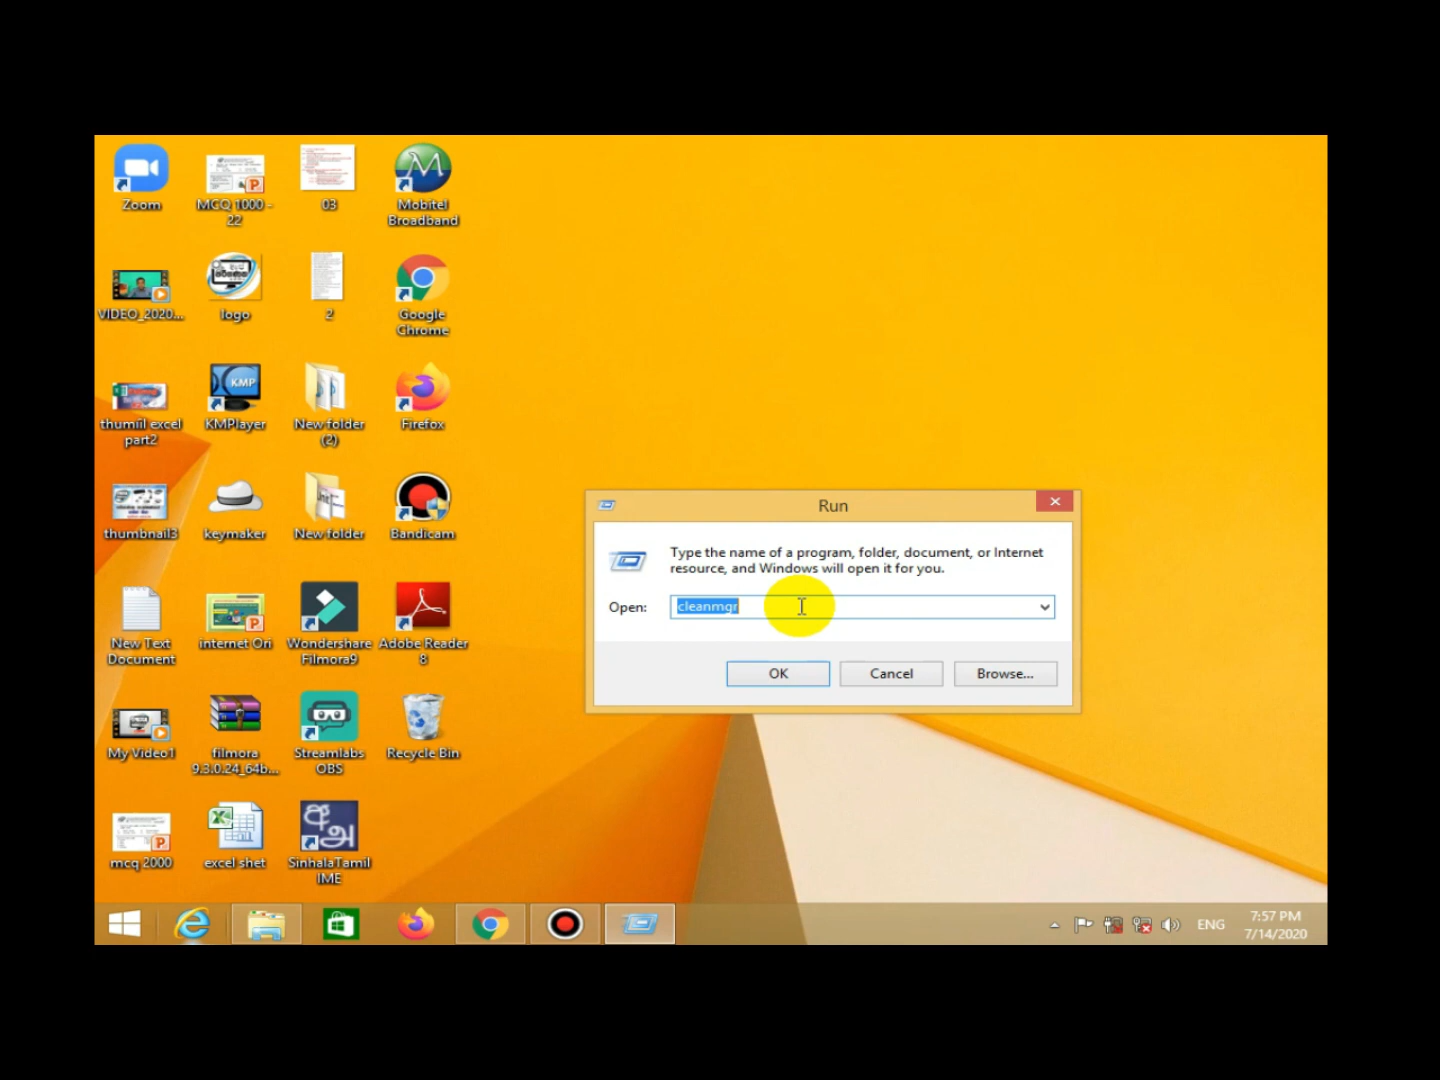 Zoom
MCQ 1000 -
22
03
Mobitel
Broadband
VIDEO_2020...
logo
2
Google
Chrome
thumiil excel
part2
KMP
KMPlayer
New folder
(2)
Firefox
thumbnail3
keymaker
New folder
Bandicam
New Text
Document
internet Ori
Wondershare
Filmora9
Adobe Reader
8
My Video1
filmora
9.3.0.24_64b...
Streamlabs
OBS
Recycle Bin
mcq 2000
excel shet
SinhalaTamil
IME
Run
Type the name of a program, folder, document, or Internet
resource, and Windows will open it for you.
Open:
cleanmgr
OK
Cancel
Browse...
ENG
7:57 PM
7/14/2020